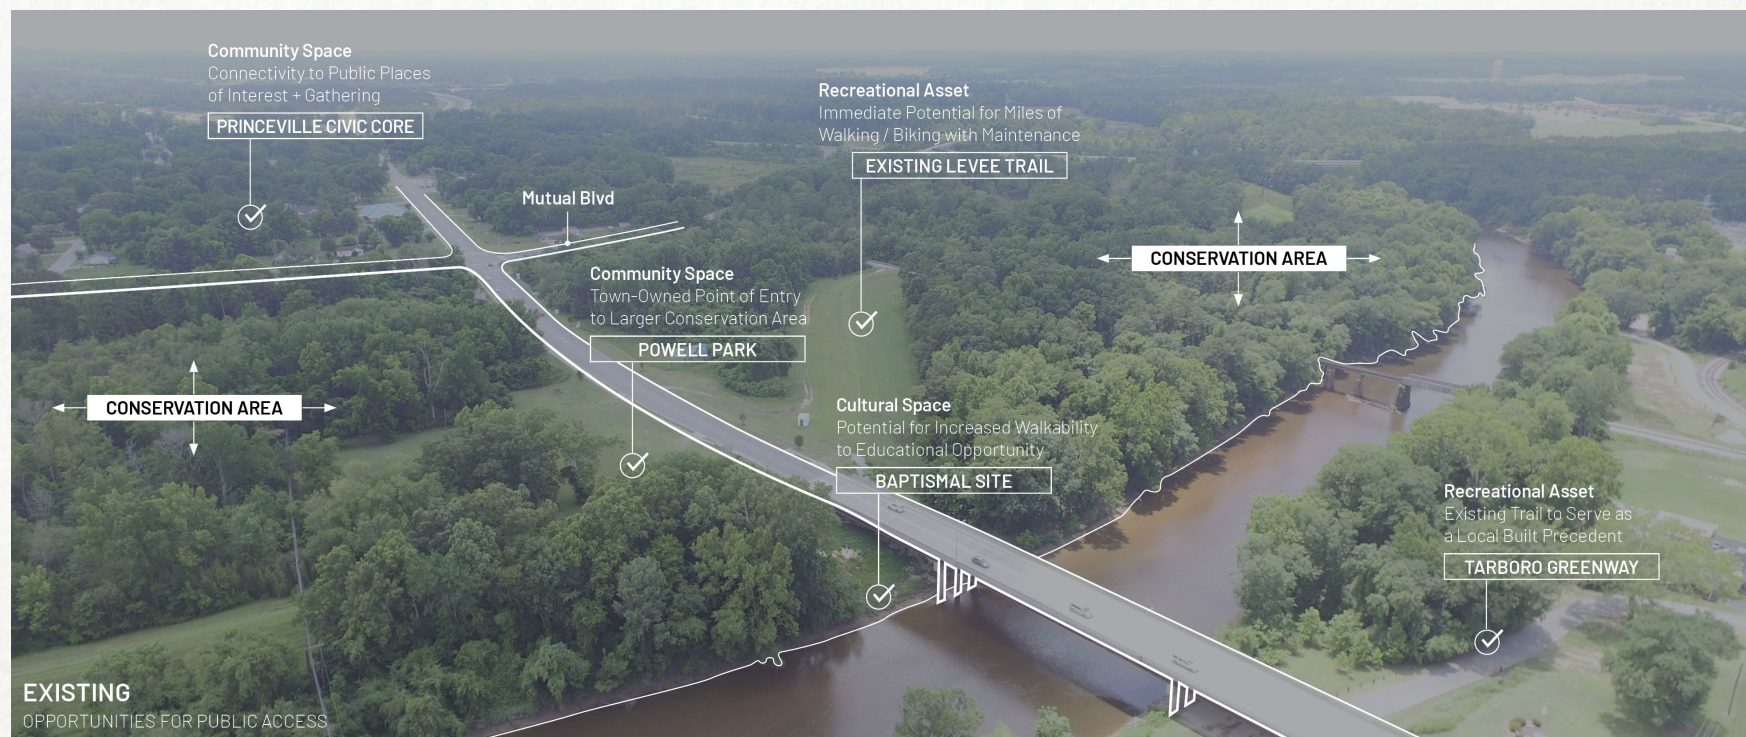 Community Space
Connectivity to Public Places
of Interest + Gathering
PRINCEVILLE CIVIC CORE
Recreational Asset
Immediate Potential for Miles of
Walking / Biking with Maintenance
EXISTING LEVEE TRAIL
Mutual Blvd
CONSERVATION AREA
Community Space
Town-Owned Point of Entry
to Larger Conservation Area
POWELL PARK
CONSERVATION AREA
Cultural Space
Potential for Increased Walkability
to Educational Opportunity
BAPTISMAL SITE
Recreational Asset
Existing Trail to Serve as
a Local Built Precedent
TARBORO GREENWAY
EXISTING
OPPORTUNITIES FOR PUBLIC ACCESS